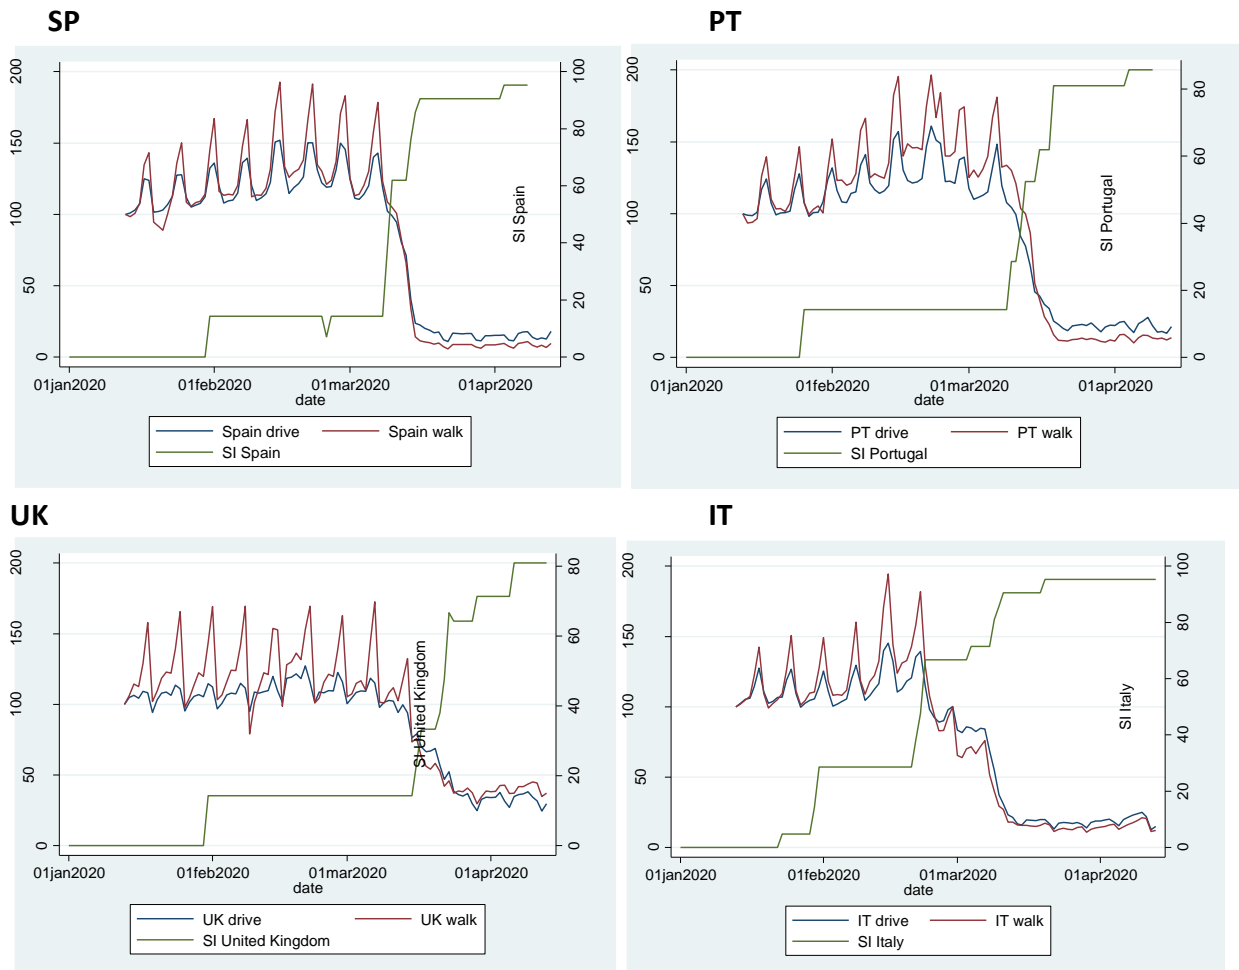 SP
PT
200
150
100
50
0
100
80
60
40
20
0
SI Spain
01jan2020 01feb2020 01mar2020 01apr2020
date
Spain drive Spain walk
SI Spain
200
150
100
50
0
80
60
40
20
0
SI Portugal
01jan2020 01feb2020 01mar2020 01apr2020
date
PT drive PT walk
SI Portugal
UK
IT
200
150
100
50
0
80
60
40
20
0
SI United Kingdom
01jan2020 01feb2020 01mar2020 01apr2020
date
UK drive UK walk
SI United Kingdom
200
150
100
50
0
100
80
60
40
20
0
SI Italy
01jan2020 01feb2020 01mar2020 01apr2020
date
IT drive IT walk
SI Italy